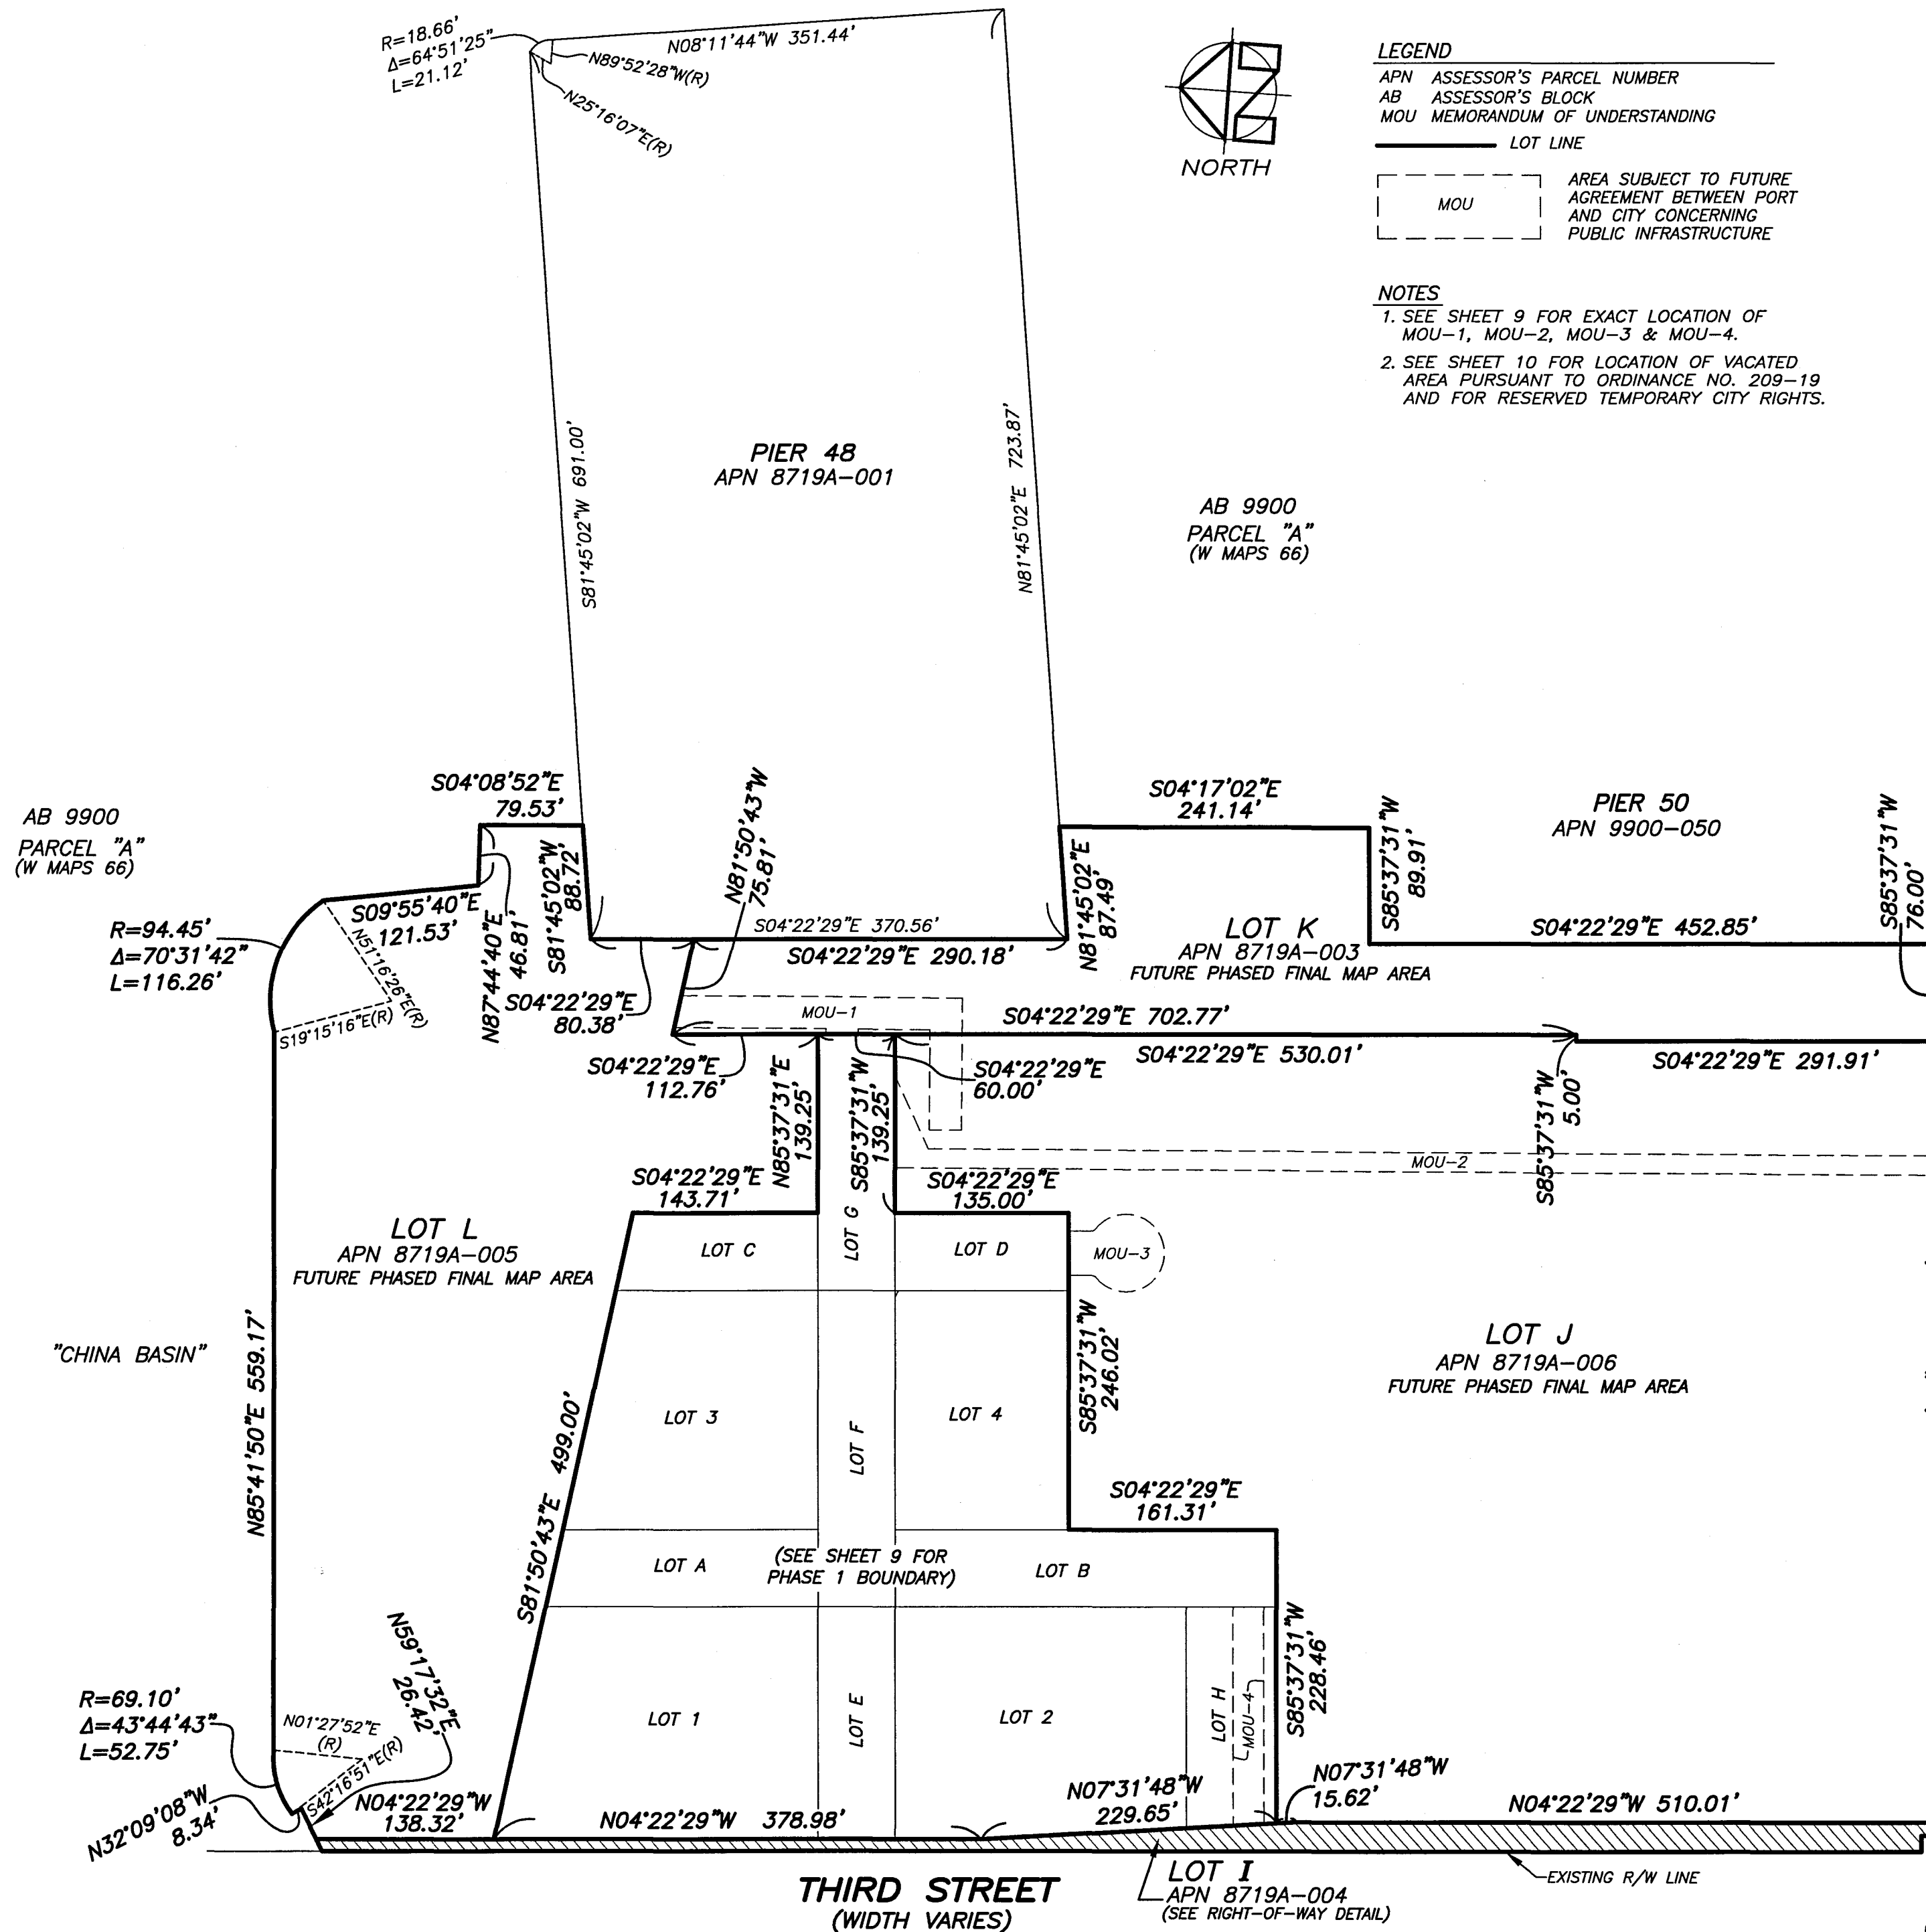 R=18.66'
Δ=64°51'25"
L=21.12'
N08°11'44"W 351.44'
N89°52'28"W(R)
N25°16'07"E(R)
NORTH
LEGEND
APN ASSESSOR'S PARCEL NUMBER
AB ASSESSOR'S BLOCK
MOU MEMORANDUM OF UNDERSTANDING
LOT LINE
MOU
AREA SUBJECT TO FUTURE
AGREEMENT BETWEEN PORT
AND CITY CONCERNING
PUBLIC INFRASTRUCTURE
NOTES
1. SEE SHEET 9 FOR EXACT LOCATION OF
MOU-1, MOU-2, MOU-3 & MOU-4.
2. SEE SHEET 10 FOR LOCATION OF VACATED
AREA PURSUANT TO ORDINANCE NO. 209-19
AND FOR RESERVED TEMPORARY CITY RIGHTS.
S81°45'02"W 691.00'
PIER 48
APN 8719A-001
N81°45'02"E 723.87'
AB 9900
PARCEL "A"
(W MAPS 66)
AB 9900
PARCEL "A"
(W MAPS 66)
S04°08'52"E
79.53'
N87°44'40"E
46.81'
S81°45'02"W
88.72'
N81°50'43"W
75.81'
S04°22'29"E 370.56'
S04°22'29"E 290.18'
N81°45'02"E
87.49'
S04°17'02"E
241.14'
S85°37'31"W
89.91'
PIER 50
APN 9900-050
S85°37'31"W
76.00'
LOT K
APN 8719A-003
FUTURE PHASED FINAL MAP AREA
S04°22'29"E 452.85'
S09°55'40"E
121.53'
R=94.45'
Δ=70°31'42"
L=116.26'
N51°16'26"E(R)
S19°15'16"E(R)
S04°22'29"E
80.38'
MOU-1
S04°22'29"E 702.77'
S04°22'29"E
112.76'
S04°22'29"E
60.00'
S04°22'29"E 530.01'
S04°22'29"E 291.91'
S85°37'31"W
5.00'
N85°37'31"E
139.25'
S85°37'31"W
139.25'
MOU-2
S04°22'29"E
143.71'
S04°22'29"E
135.00'
LOT L
APN 8719A-005
FUTURE PHASED FINAL MAP AREA
LOT C
LOT G
LOT D
MOU-3
"CHINA BASIN"
N85°41'50"E 559.17'
S81°50'43"E 499.00'
LOT 3
LOT F
LOT 4
S85°37'31"W
246.02'
LOT J
APN 8719A-006
FUTURE PHASED FINAL MAP AREA
S04°22'29"E
161.31'
LOT A
(SEE SHEET 9 FOR
PHASE 1 BOUNDARY)
LOT B
R=69.10'
Δ=43°44'43"
L=52.75'
N01°27'52"E
(R)
S42°16'51"E(R)
N59°17'32"E
26.42'
N32°09'08"W
8.34'
LOT 1
LOT E
LOT 2
LOT H
MOU-4
S85°37'31"W
228.46'
N04°22'29"W
138.32'
N04°22'29"W 378.98'
N07°31'48"W
229.65'
N07°31'48"W
15.62'
N04°22'29"W 510.01'
THIRD STREET
(WIDTH VARIES)
LOT I
APN 8719A-004
(SEE RIGHT-OF-WAY DETAIL)
EXISTING R/W LINE